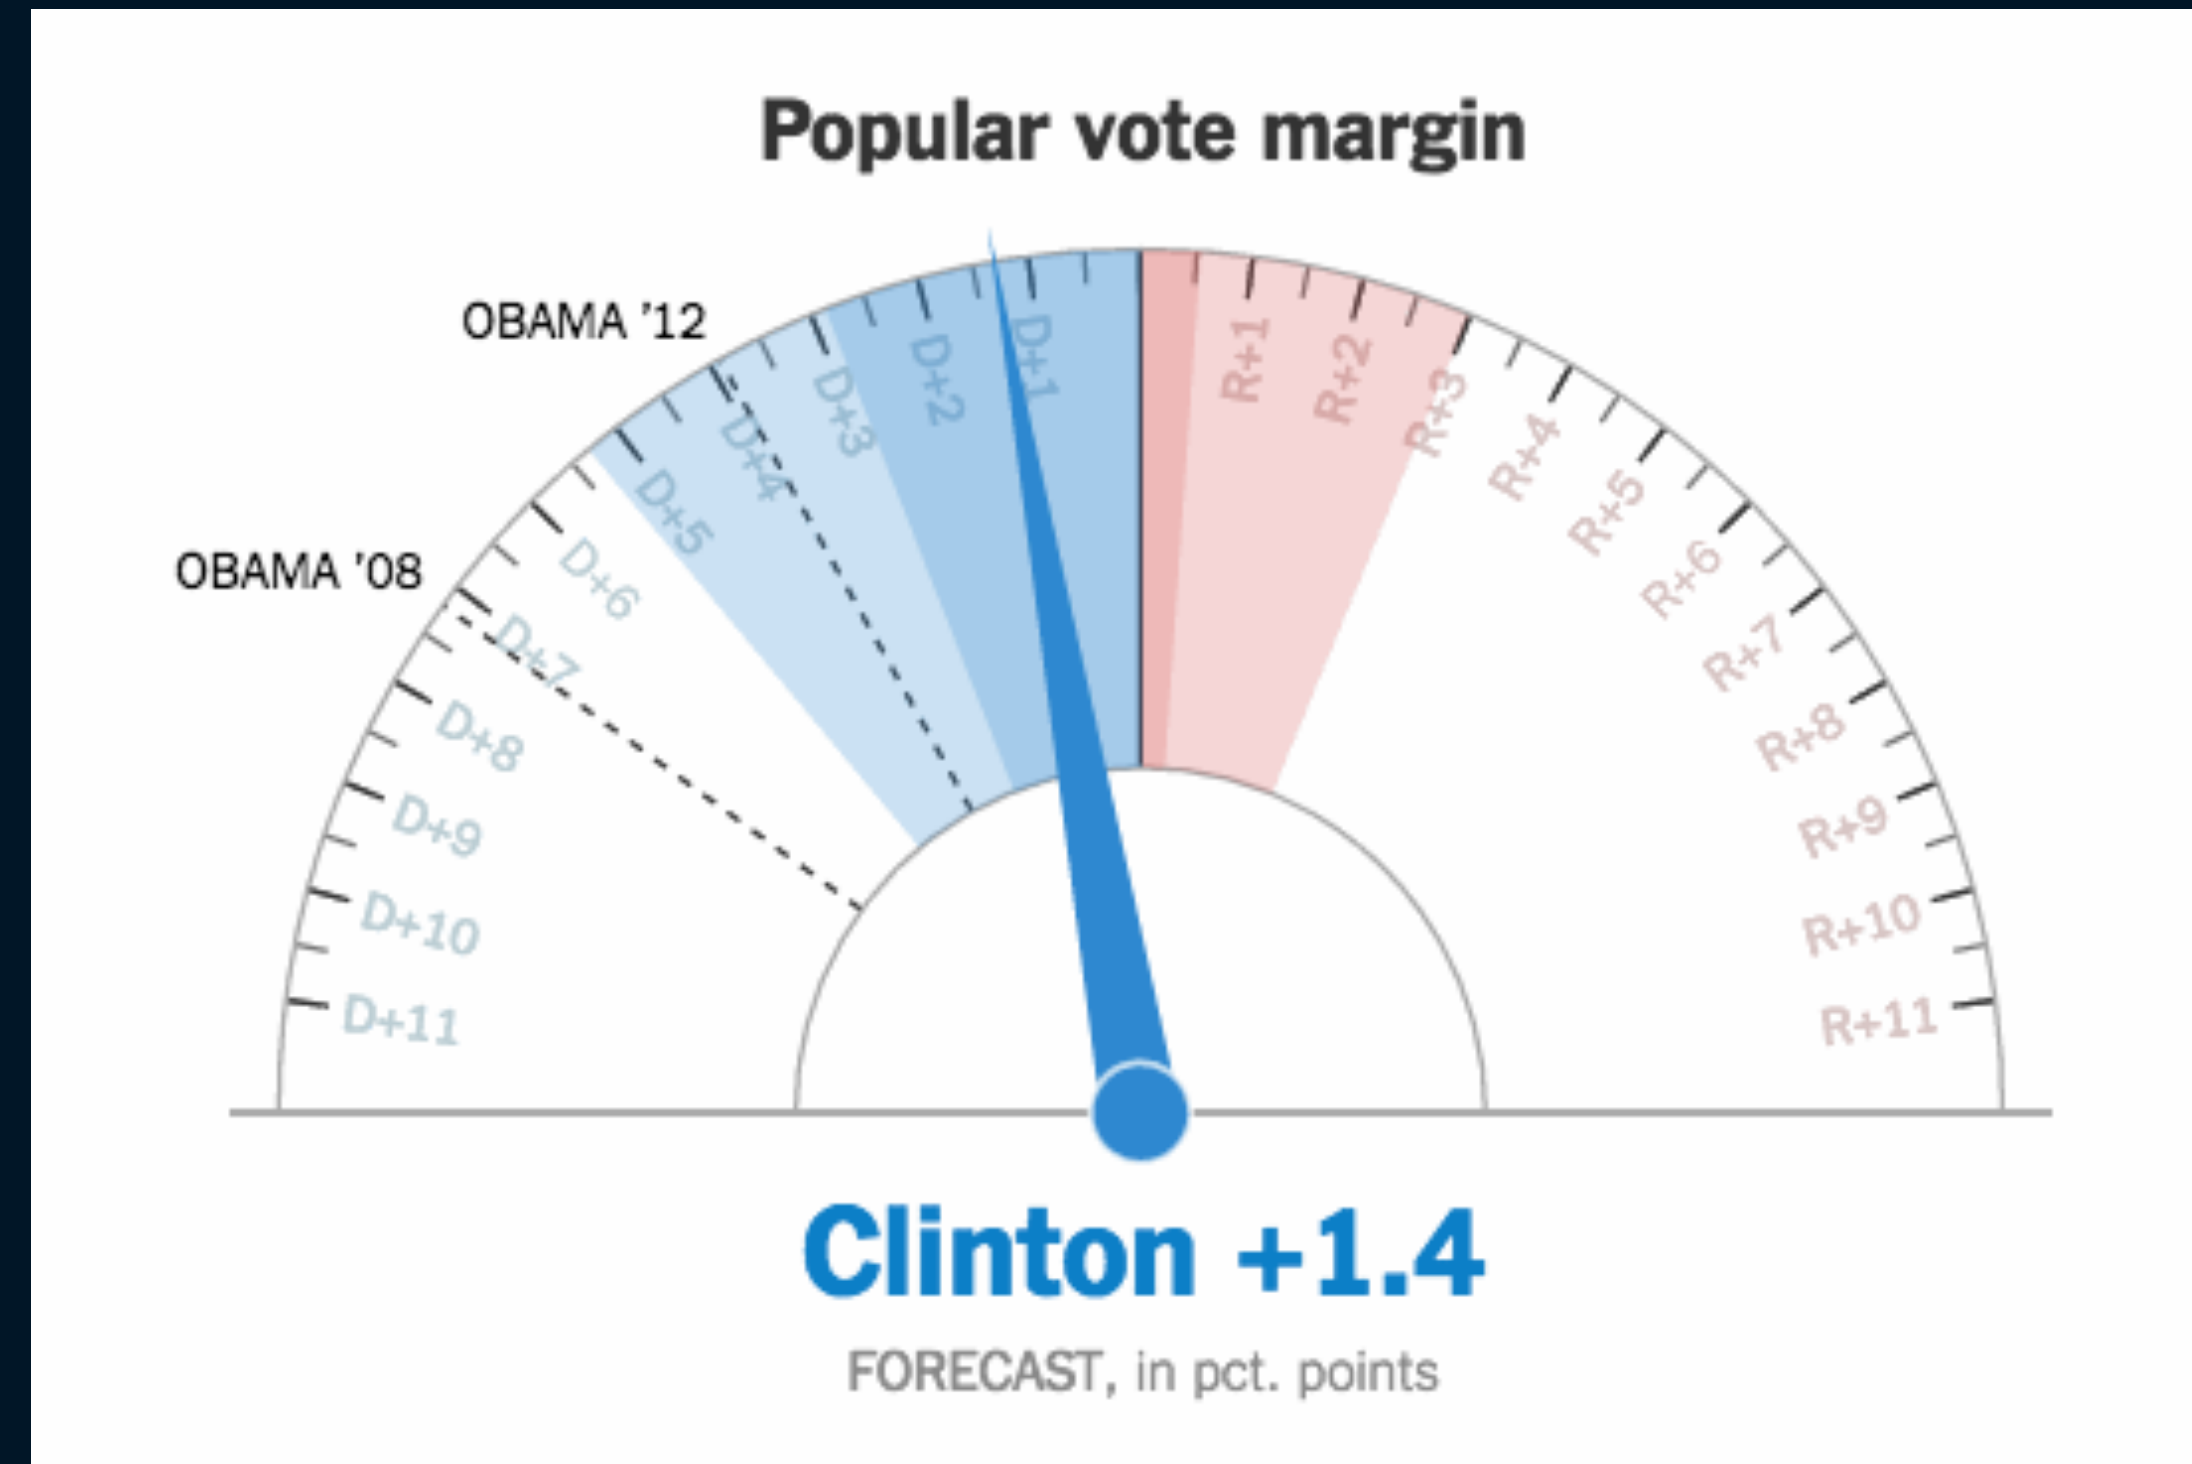 Popular vote margin
OBAMA '12
OBAMA '08
D+11
D+10
D+9
D+8
D+7
D+6
D+5
D+4
D+3
D+2
D+1
R+1
R+2
R+3
R+4
R+5
R+6
R+7
R+8
R+9
R+10
R+11
Clinton +1.4
FORECAST, in pct. points